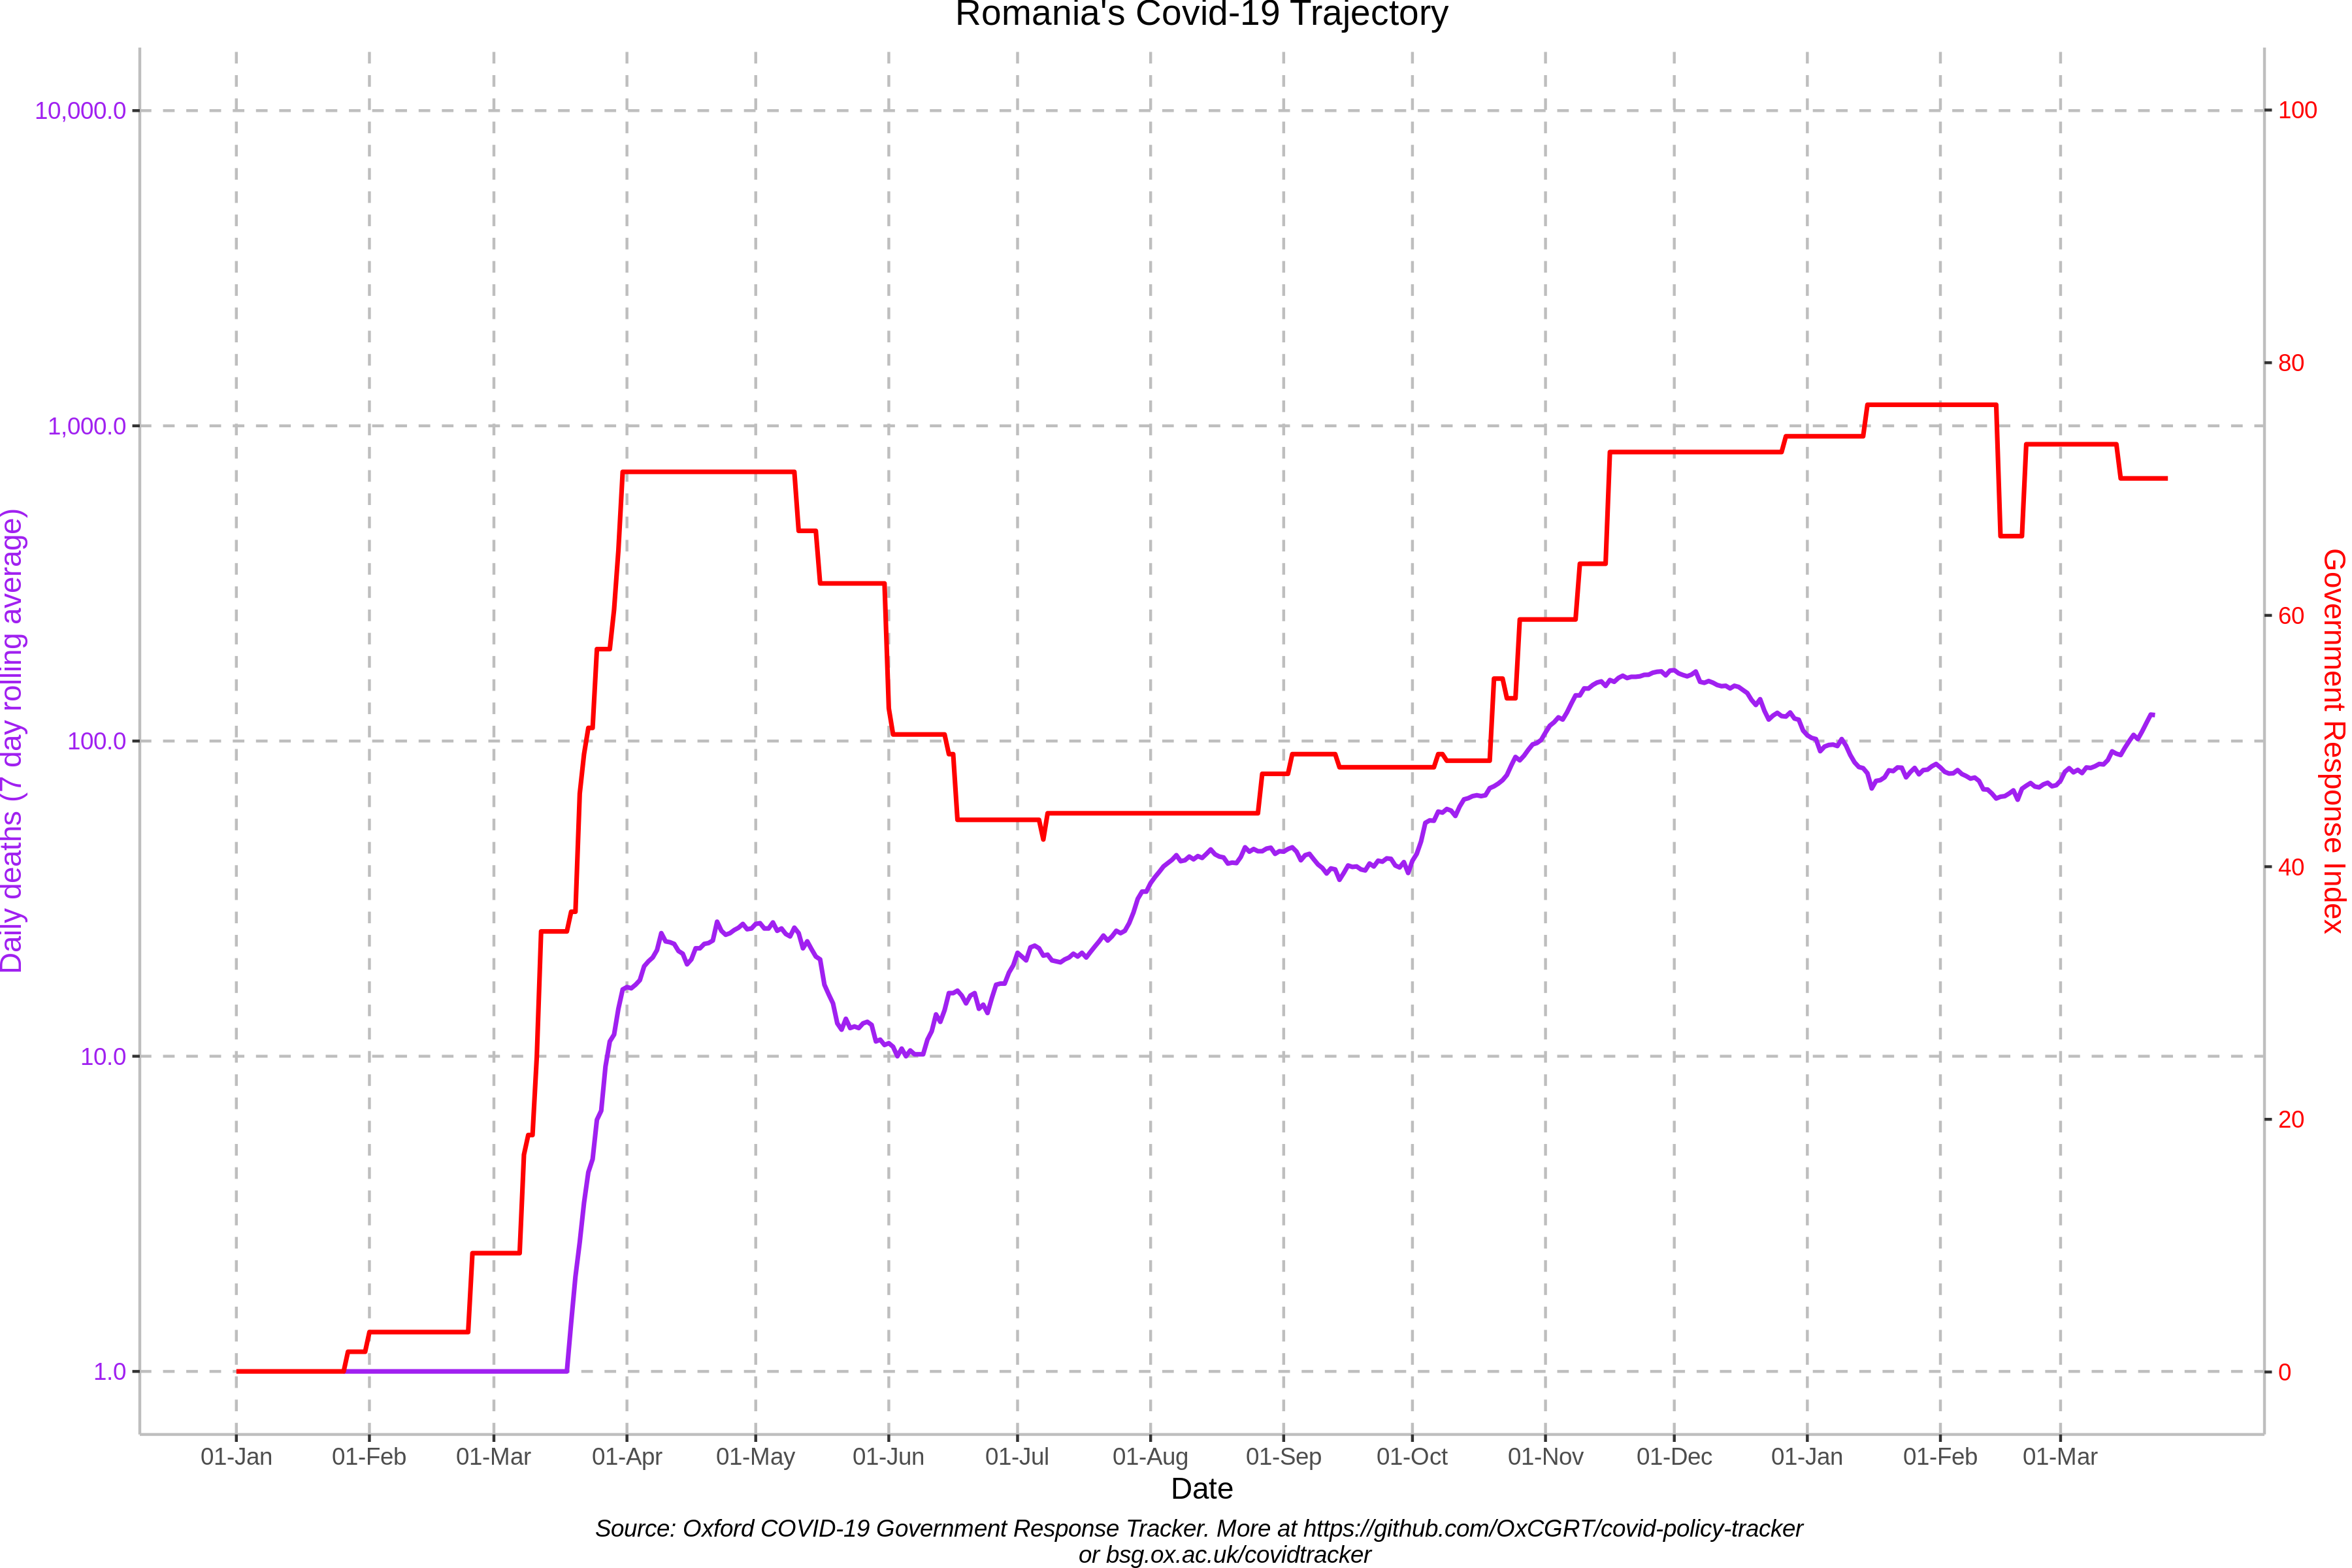 Romania's Covid-19 Trajectory
10,000.0
1,000.0
100.0
10.0
1.0
Daily deaths (7 day rolling average)
100
80
60
40
20
0
Government Response Index
01-Jan 01-Feb 01-Mar 01-Apr 01-May 01-Jun 01-Jul 01-Aug 01-Sep 01-Oct 01-Nov 01-Dec 01-Jan 01-Feb 01-Mar
Date
Source: Oxford COVID-19 Government Response Tracker. More at https://github.com/OxCGRT/covid-policy-tracker
or bsg.ox.ac.uk/covidtracker